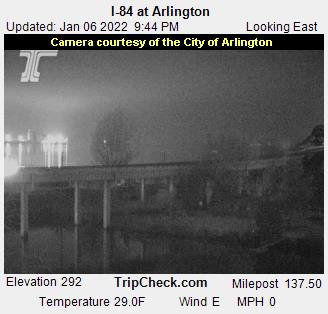 I-84 at Arlington
Updated: Jan 06 2022 9:44 PM Looking East
Camera courtesy of the City of Arlington
Elevation 292 TripCheck.com Milepost 137.50
Temperature 29.0F Wind E MPH 0